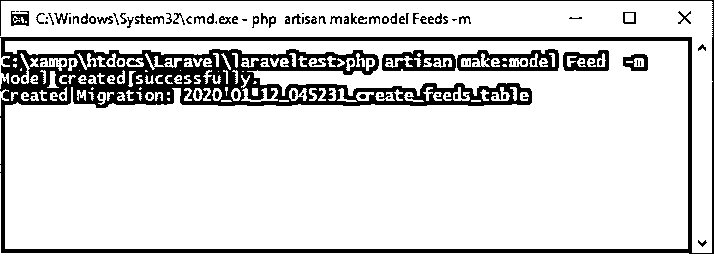 C:\Windows\System32\cmd.exe - php artisan make:model Feeds -m
C:\xampp\htdocs\Laravel\laraveltest>php artisan make:model Feed -m
Model created successfully.
Created Migration: 2020_01_12_045231_create_feeds_table